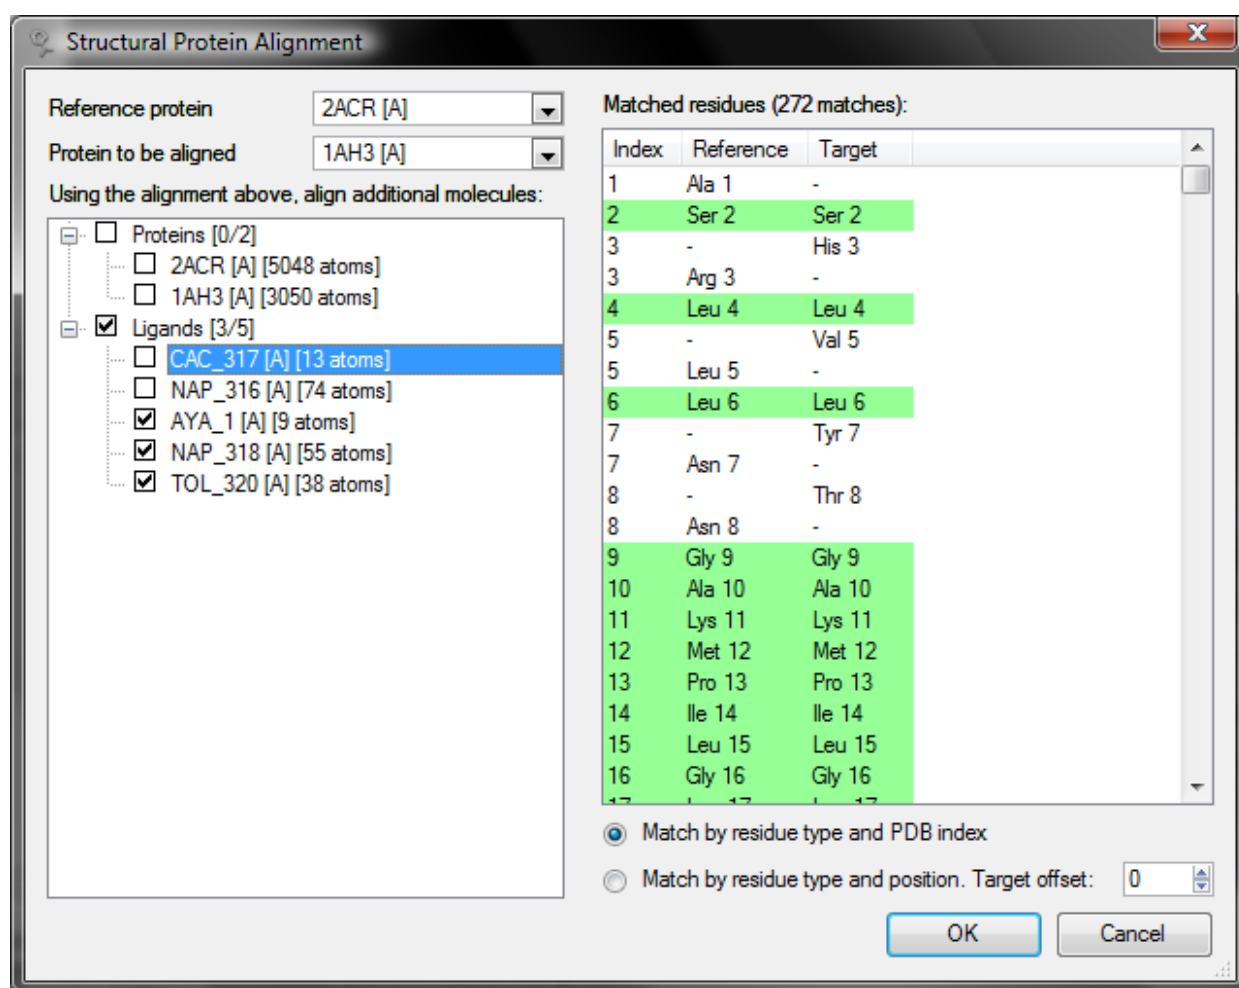 Structural Protein Alignment
Reference protein
2ACR [A]
Protein to be aligned
1AH3 [A]
Using the alignment above, align additional molecules:
Proteins [0/2]
2ACR [A] [5048 atoms]
1AH3 [A] [3050 atoms]
Ligands [3/5]
CAC_317 [A] [13 atoms]
NAP_316 [A] [74 atoms]
AYA_1 [A] [9 atoms]
NAP_318 [A] [55 atoms]
TOL_320 [A] [38 atoms]
Matched residues (272 matches):
Index Reference Target
1 Ala 1 -
2 Ser 2 Ser 2
3 - His 3
3 Arg 3 -
4 Leu 4 Leu 4
5 - Val 5
5 Leu 5 -
6 Leu 6 Leu 6
7 - Tyr 7
7 Asn 7 -
8 - Thr 8
8 Asn 8 -
9 Gly 9 Gly 9
10 Ala 10 Ala 10
11 Lys 11 Lys 11
12 Met 12 Met 12
13 Pro 13 Pro 13
14 Ile 14 Ile 14
15 Leu 15 Leu 15
16 Gly 16 Gly 16
Match by residue type and PDB index
Match by residue type and position. Target offset: 0
OK Cancel